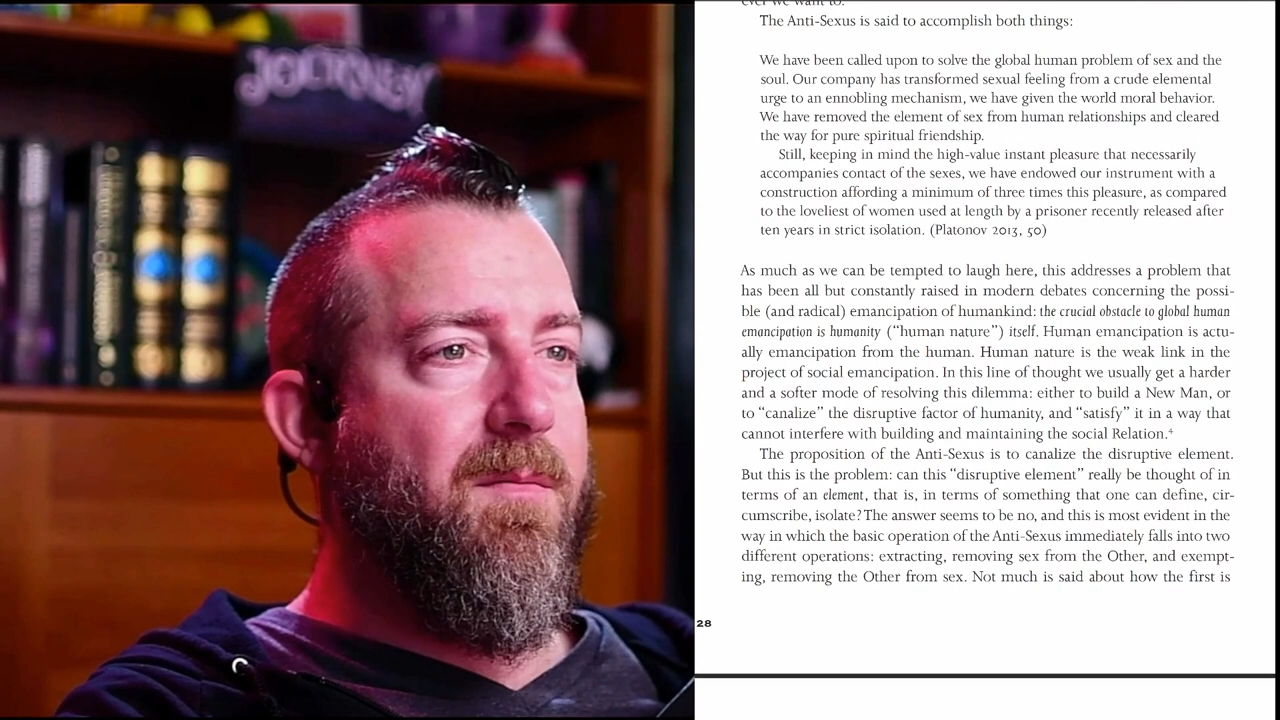 JOURNEY
ever we want to.
The Anti-Sexus is said to accomplish both things:
We have been called upon to solve the global human problem of sex and the
soul. Our company has transformed sexual feeling from a crude elemental
urge to an ennobling mechanism, we have given the world moral behavior.
We have removed the element of sex from human relationships and cleared
the way for pure spiritual friendship.
Still, keeping in mind the high-value instant pleasure that necessarily
accompanies contact of the sexes, we have endowed our instrument with a
construction affording a minimum of three times this pleasure, as compared
to the loveliest of women used at length by a prisoner recently released after
ten years in strict isolation. (Platonov 2013, 50)
As much as we can be tempted to laugh here, this addresses a problem that
has been all but constantly raised in modern debates concerning the possi-
ble (and radical) emancipation of humankind: the crucial obstacle to global human
emancipation is humanity (“human nature”) itself. Human emancipation is actu-
ally emancipation from the human. Human nature is the weak link in the
project of social emancipation. In this line of thought we usually get a harder
and a softer mode of resolving this dilemma: either to build a New Man, or
to “canalize” the disruptive factor of humanity, and “satisfy” it in a way that
cannot interfere with building and maintaining the social Relation.⁴
The proposition of the Anti-Sexus is to canalize the disruptive element.
But this is the problem: can this “disruptive element” really be thought of in
terms of an element, that is, in terms of something that one can define, cir-
cumscribe, isolate? The answer seems to be no, and this is most evident in the
way in which the basic operation of the Anti-Sexus immediately falls into two
different operations: extracting, removing sex from the Other, and exempt-
ing, removing the Other from sex. Not much is said about how the first is
28